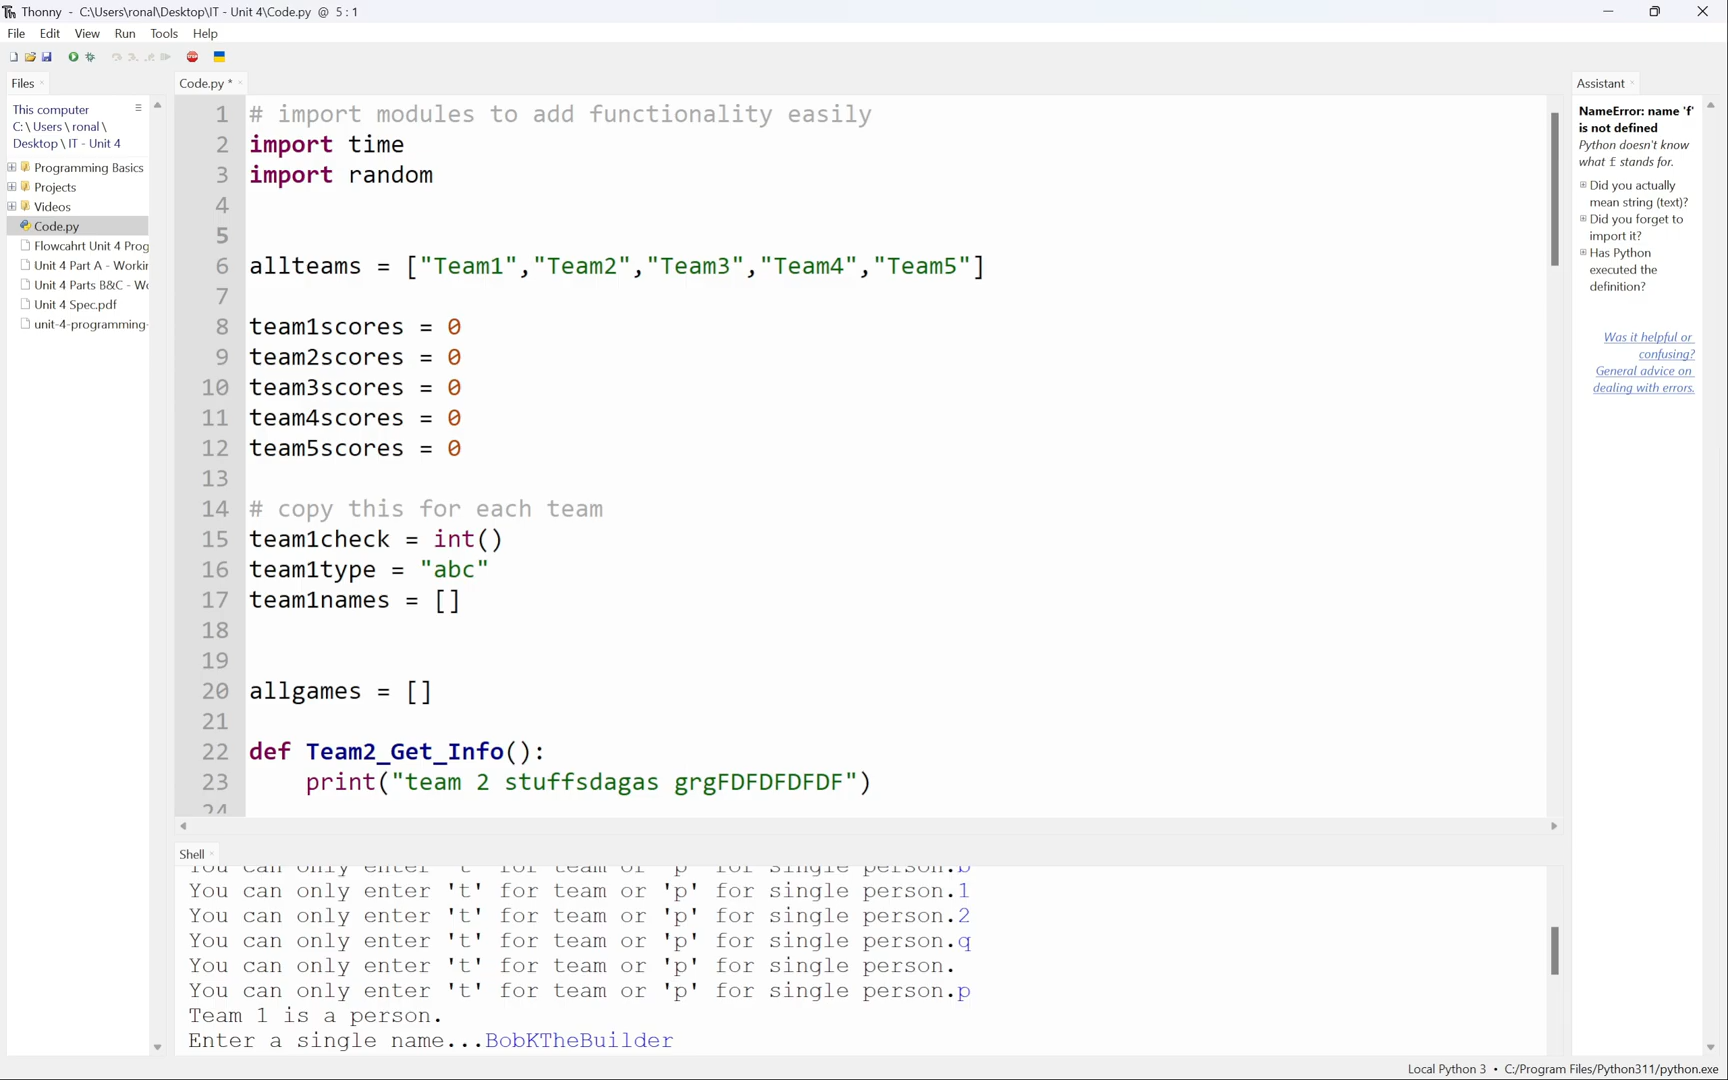 Thonny - C:\Users\ronal\Desktop\IT - Unit 4\Code.py @ 5 : 1
File Edit View Run Tools Help
Files
This computer
C: \ Users \ ronal \
Desktop \ IT - Unit 4
Programming Basics
Projects
Videos
Code.py
Flowcahrt Unit 4 Prog
Unit 4 Part A - Workin
Unit 4 Parts B&C - Wo
Unit 4 Spec.pdf
unit-4-programming-
Code.py *
1 # import modules to add functionality easily
2 import time
3 import random
4
5
6 allteams = ["Team1","Team2","Team3","Team4","Team5"]
7
8 team1scores = 0
9 team2scores = 0
10 team3scores = 0
11 team4scores = 0
12 team5scores = 0
13
14 # copy this for each team
15 team1check = int()
16 team1type = "abc"
17 team1names = []
18
19
20 allgames = []
21
22 def Team2_Get_Info():
23 print("team 2 stuffsdagas grgFDFDFDFDF")
24
Shell
You can only enter 't' for team or 'p' for single person.b
You can only enter 't' for team or 'p' for single person.1
You can only enter 't' for team or 'p' for single person.2
You can only enter 't' for team or 'p' for single person.q
You can only enter 't' for team or 'p' for single person.
You can only enter 't' for team or 'p' for single person.p
Team 1 is a person.
Enter a single name...BobKTheBuilder
Assistant
NameError: name 'f'
is not defined
Python doesn't know
what f stands for.
Did you actually
mean string (text)?
Did you forget to
import it?
Has Python
executed the
definition?
Was it helpful or
confusing?
General advice on
dealing with errors.
Local Python 3 • C:/Program Files/Python311/python.exe